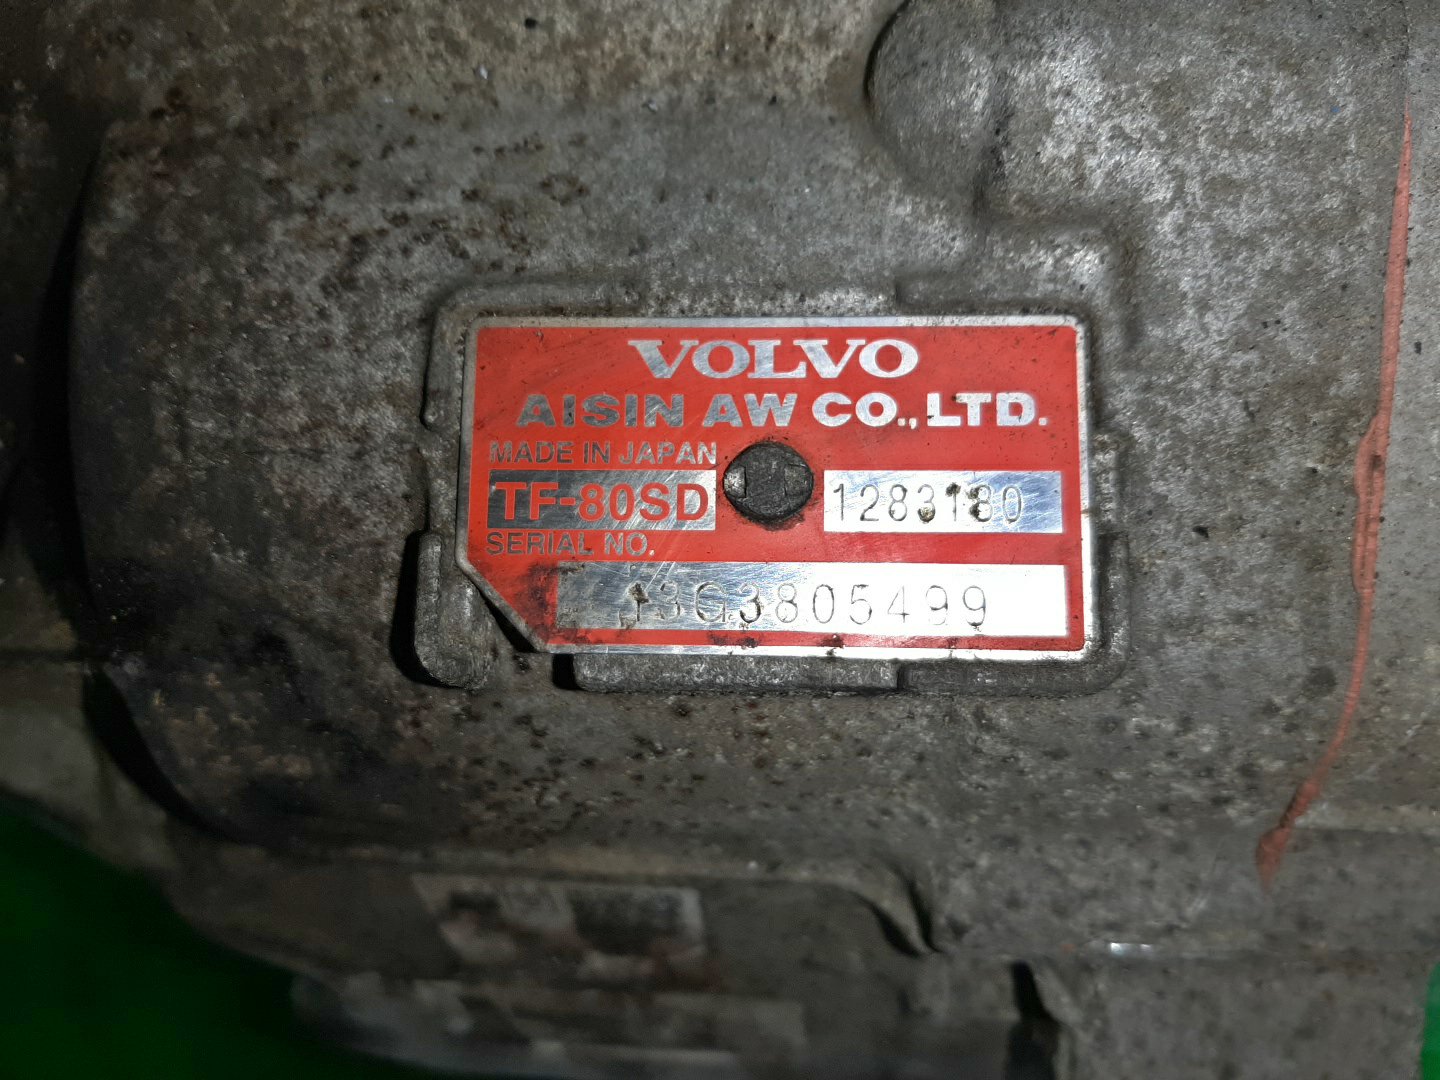 VOLVO
AISIN AW CO., LTD.
MADE IN JAPAN
TF-80SD 1283180
SERIAL NO.
13G3805499